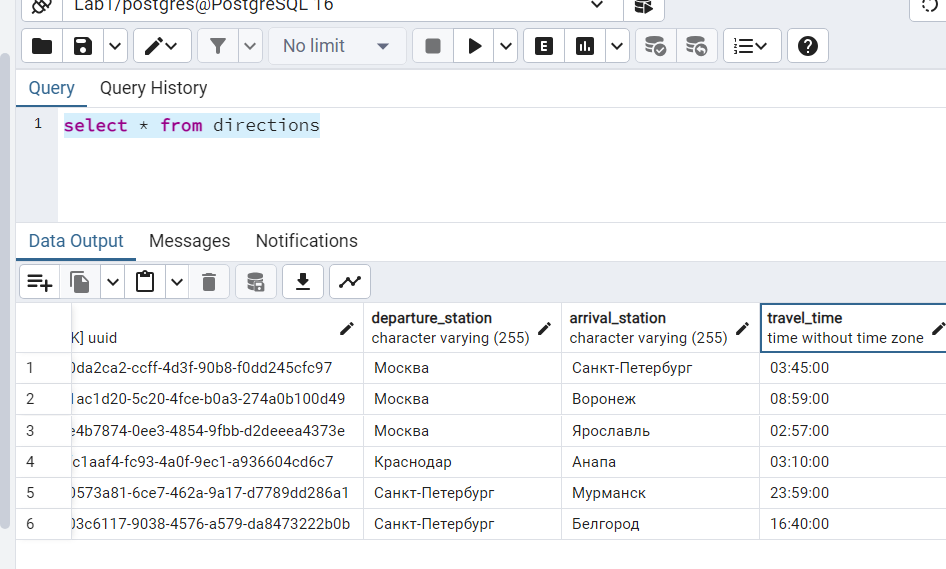 Lab1/postgres@PostgreSQL 16
No limit
E
Query Query History
1 select * from directions
Data Output Messages Notifications
departure_station arrival_station travel_time
K] uuid character varying (255) character varying (255) time without time zone
1 0da2ca2-ccff-4d3f-90b8-f0dd245cfc97 Москва Санкт-Петербург 03:45:00
2 1ac1d20-5c20-4fce-b0a3-274a0b100d49 Москва Воронеж 08:59:00
3 e4b7874-0ee3-4854-9fbb-d2deeea4373e Москва Ярославль 02:57:00
4 c1aaf4-fc93-4a0f-9ec1-a936604cd6c7 Краснодар Анапа 03:10:00
5 0573a81-6ce7-462a-9a17-d7789dd286a1 Санкт-Петербург Мурманск 23:59:00
6 03c6117-9038-4576-a579-da8473222b0b Санкт-Петербург Белгород 16:40:00